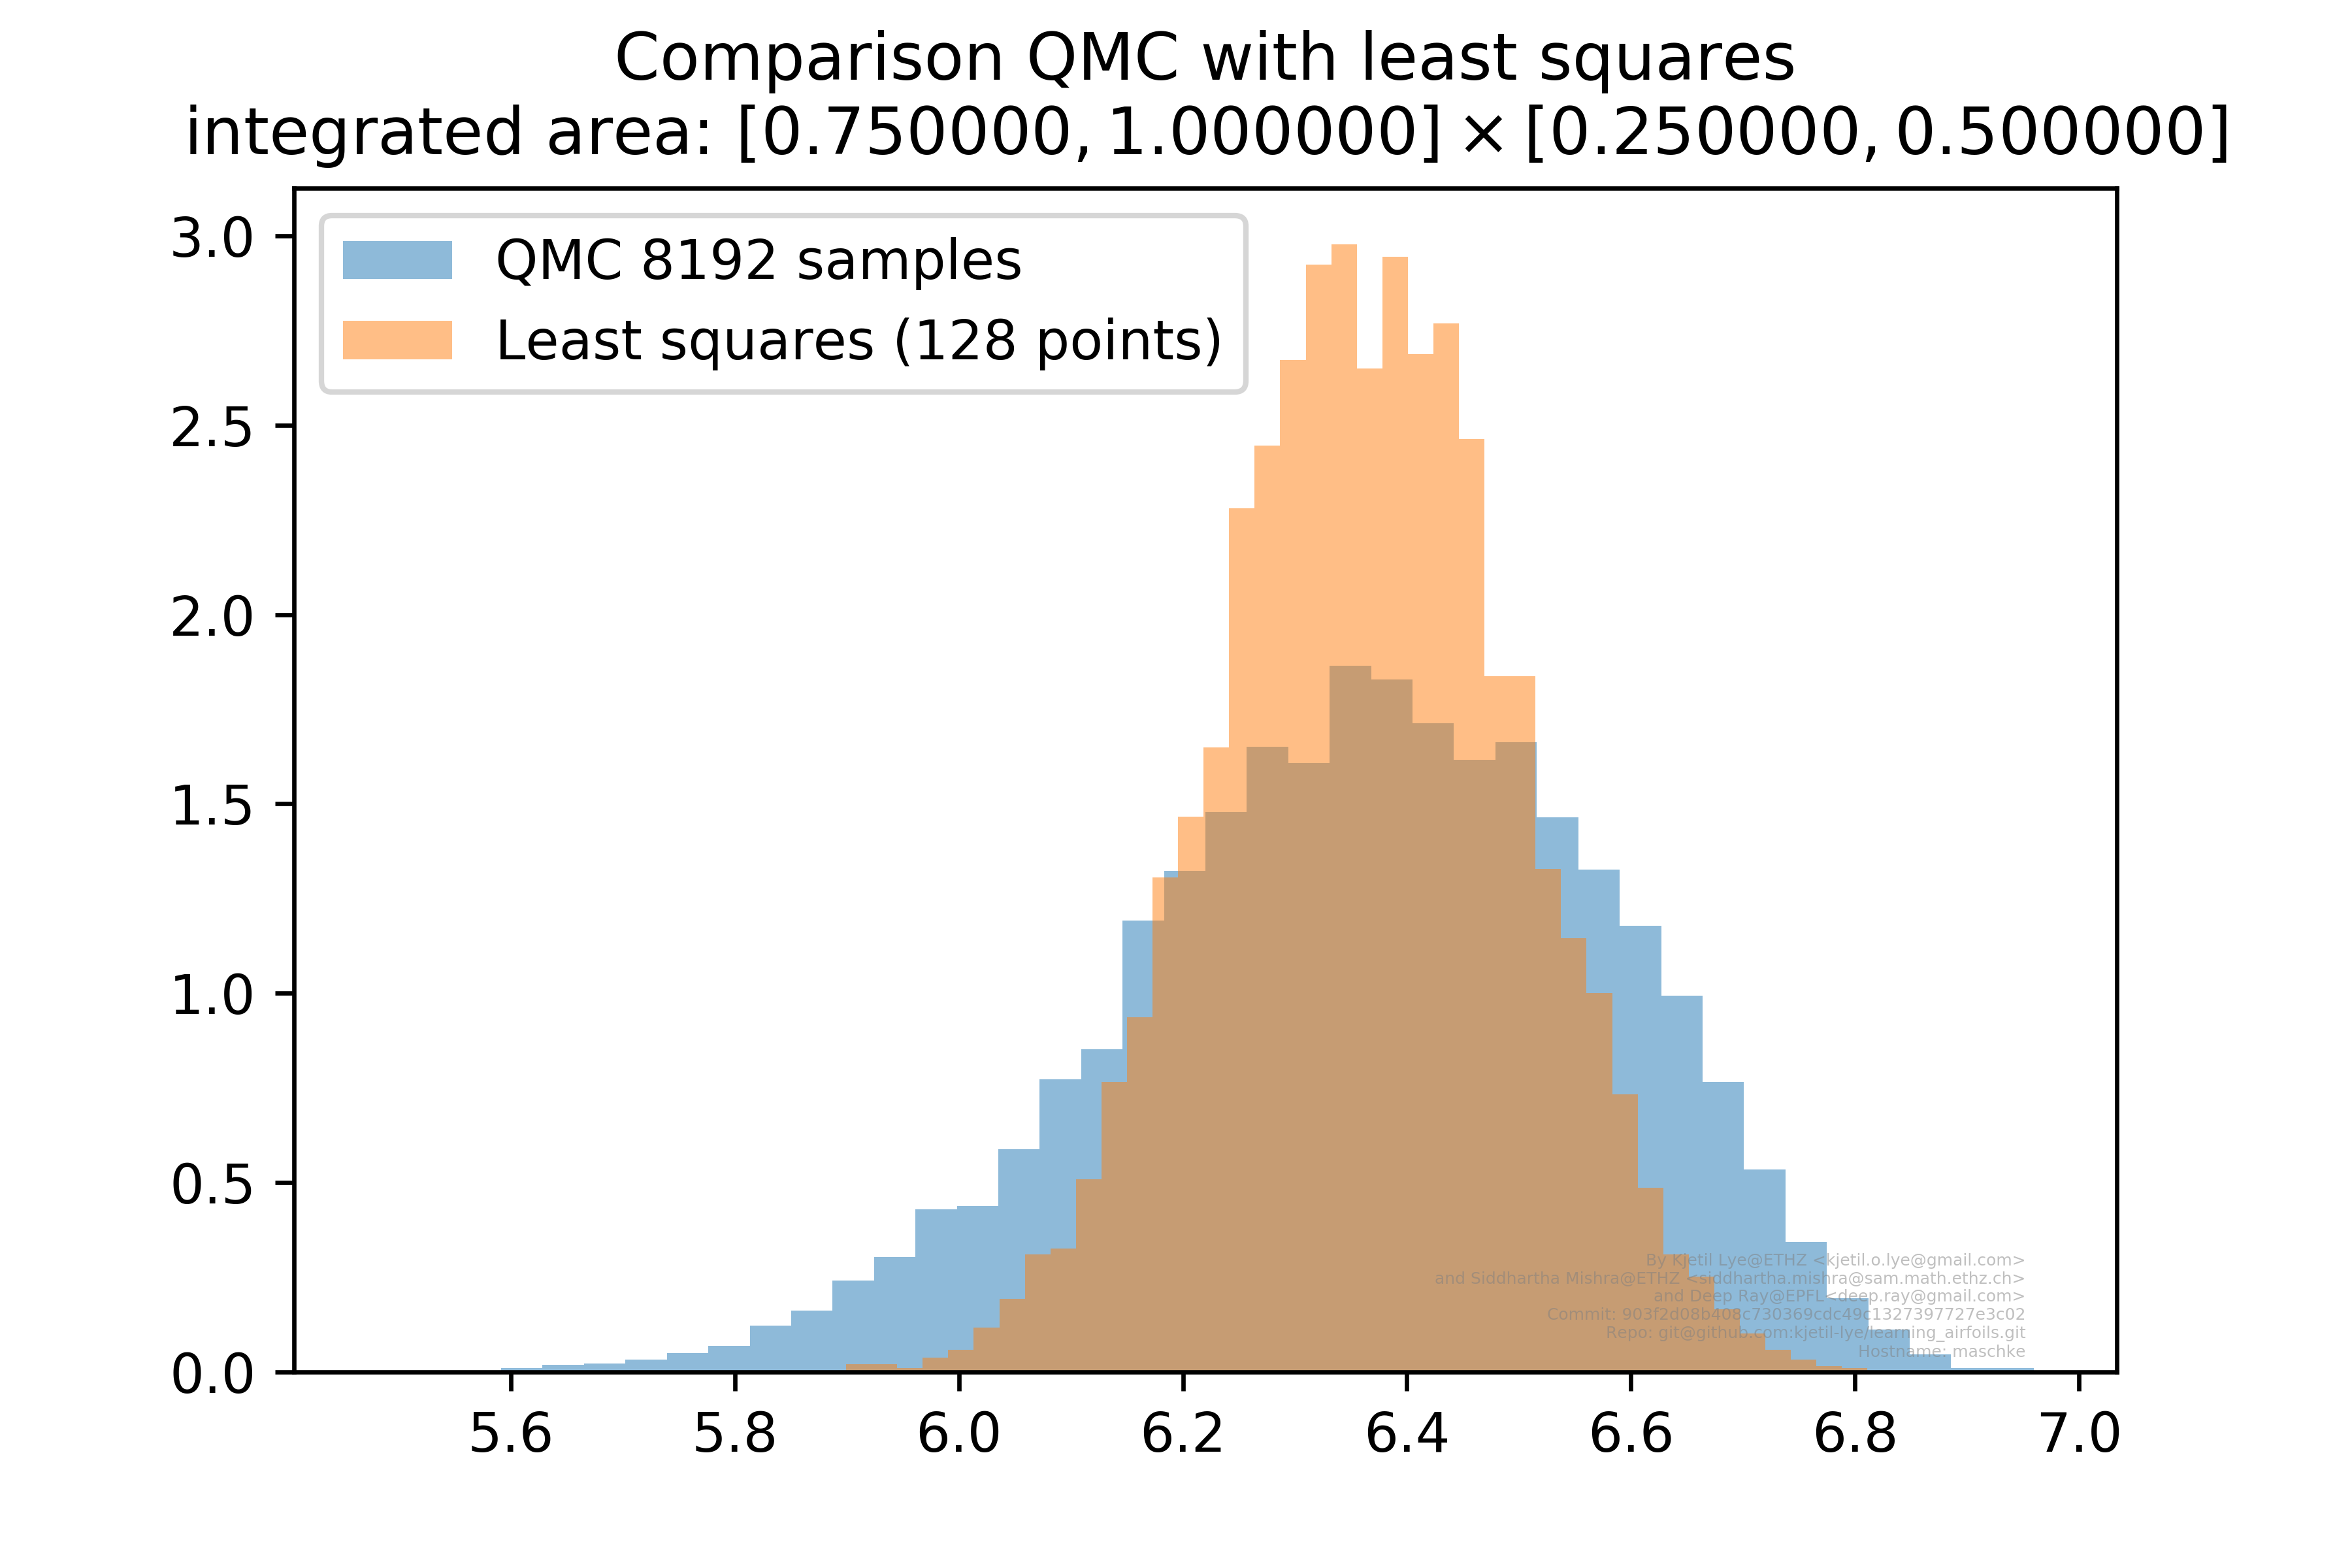 Comparison QMC with least squares
integrated area: [0.750000, 1.000000] × [0.250000, 0.500000]
3.0
2.5
2.0
1.5
1.0
0.5
0.0
QMC 8192 samples
Least squares (128 points)
By Kjetil Lye@ETHZ <kjetil.o.lye@gmail.com>
and Siddhartha Mishra@ETHZ <siddhartha.mishra@sam.math.ethz.ch>
and Deep Ray@EPFL<deep.ray@gmail.com>
Commit: 903f2d08b408c730369cdc49c1327397727e3c02
Repo: git@github.com:kjetil-lye/learning_airfoils.git
Hostname: maschke
5.6 5.8 6.0 6.2 6.4 6.6 6.8 7.0